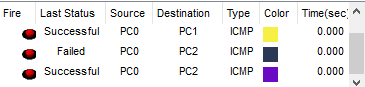 Fire Last Status Source Destination Type Color Time(sec)
Successful PC0 PC1 ICMP 0.000
Failed PC0 PC2 ICMP 0.000
Successful PC0 PC2 ICMP 0.000